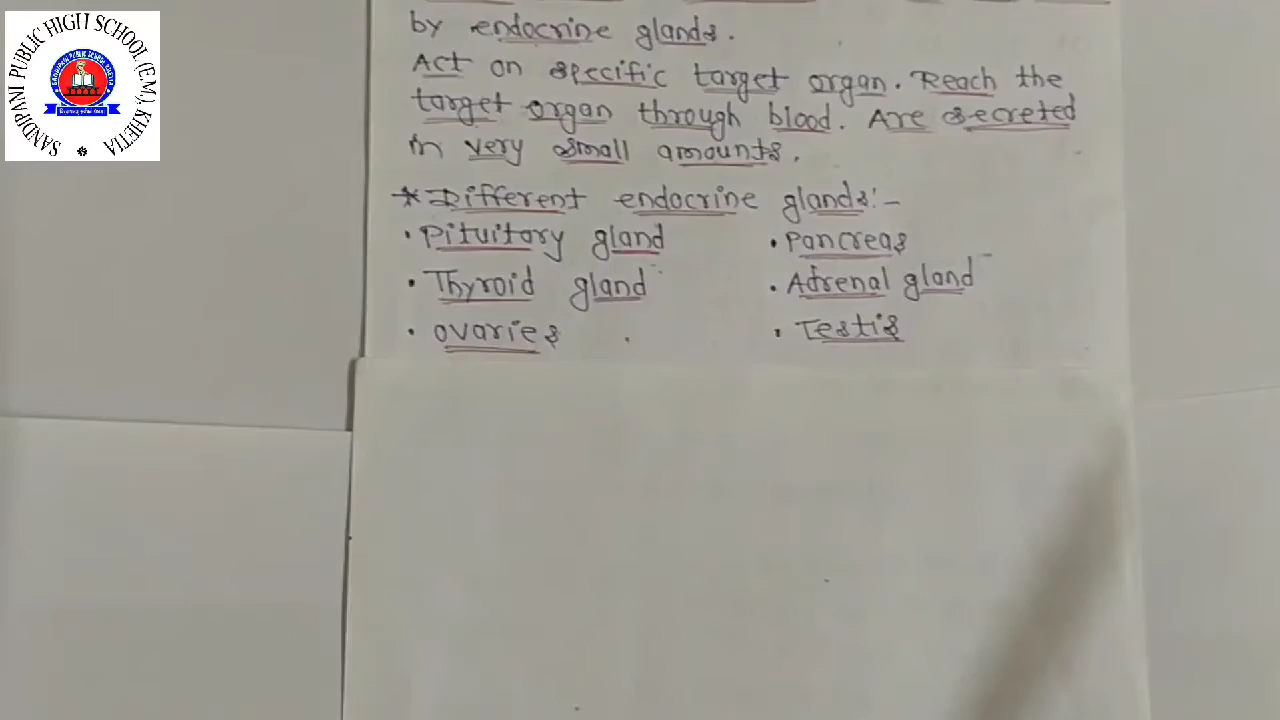 SANDIPANI PUBLIC HIGH SCHOOL (E.M), KHETIA
by endocrine glands.
Act on specific target organ. Reach the
target organ through blood. Are secreted
in very small amounts.
* Different endocrine glands:-
• Pituitory gland • Pancreas
• Thyroid gland • Adrenal gland
• Ovaries • Testis